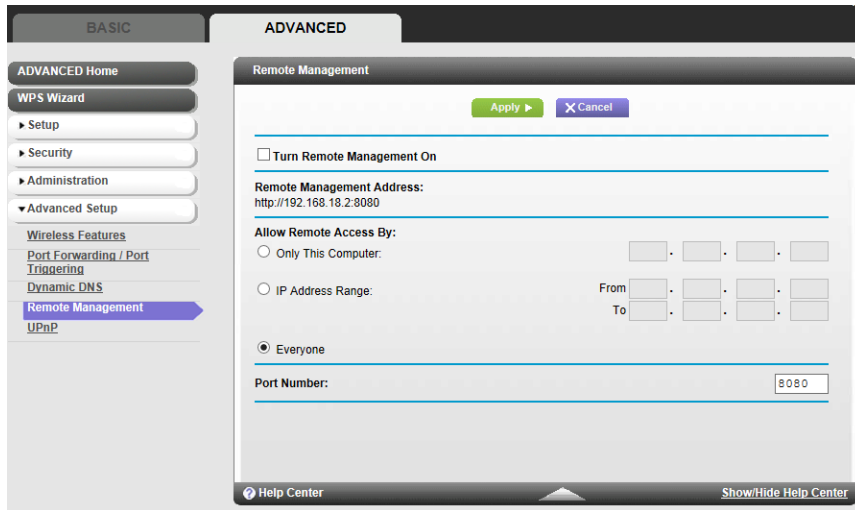 BASIC
ADVANCED
ADVANCED Home
WPS Wizard
Setup
Security
Administration
Advanced Setup
Wireless Features
Port Forwarding / Port
Triggering
Dynamic DNS
Remote Management
UPnP
Remote Management
Apply
X Cancel
Turn Remote Management On
Remote Management Address:
http://192.168.18.2:8080
Allow Remote Access By:
Only This Computer: . . .
IP Address Range: From . . .
To . . .
Everyone
Port Number: 8080
? Help Center Show/Hide Help Center